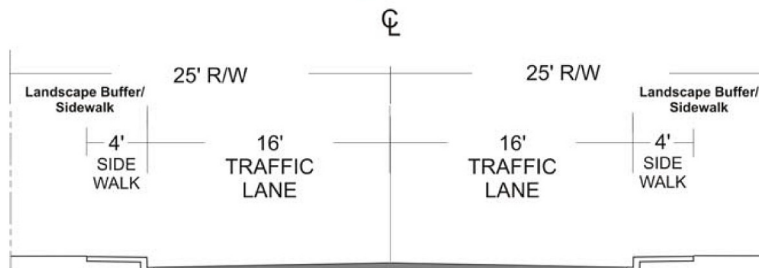 ℄
25' R/W
25' R/W
Landscape Buffer/
Sidewalk
Landscape Buffer/
Sidewalk
4'
SIDE
WALK
16'
TRAFFIC
LANE
16'
TRAFFIC
LANE
4'
SIDE
WALK